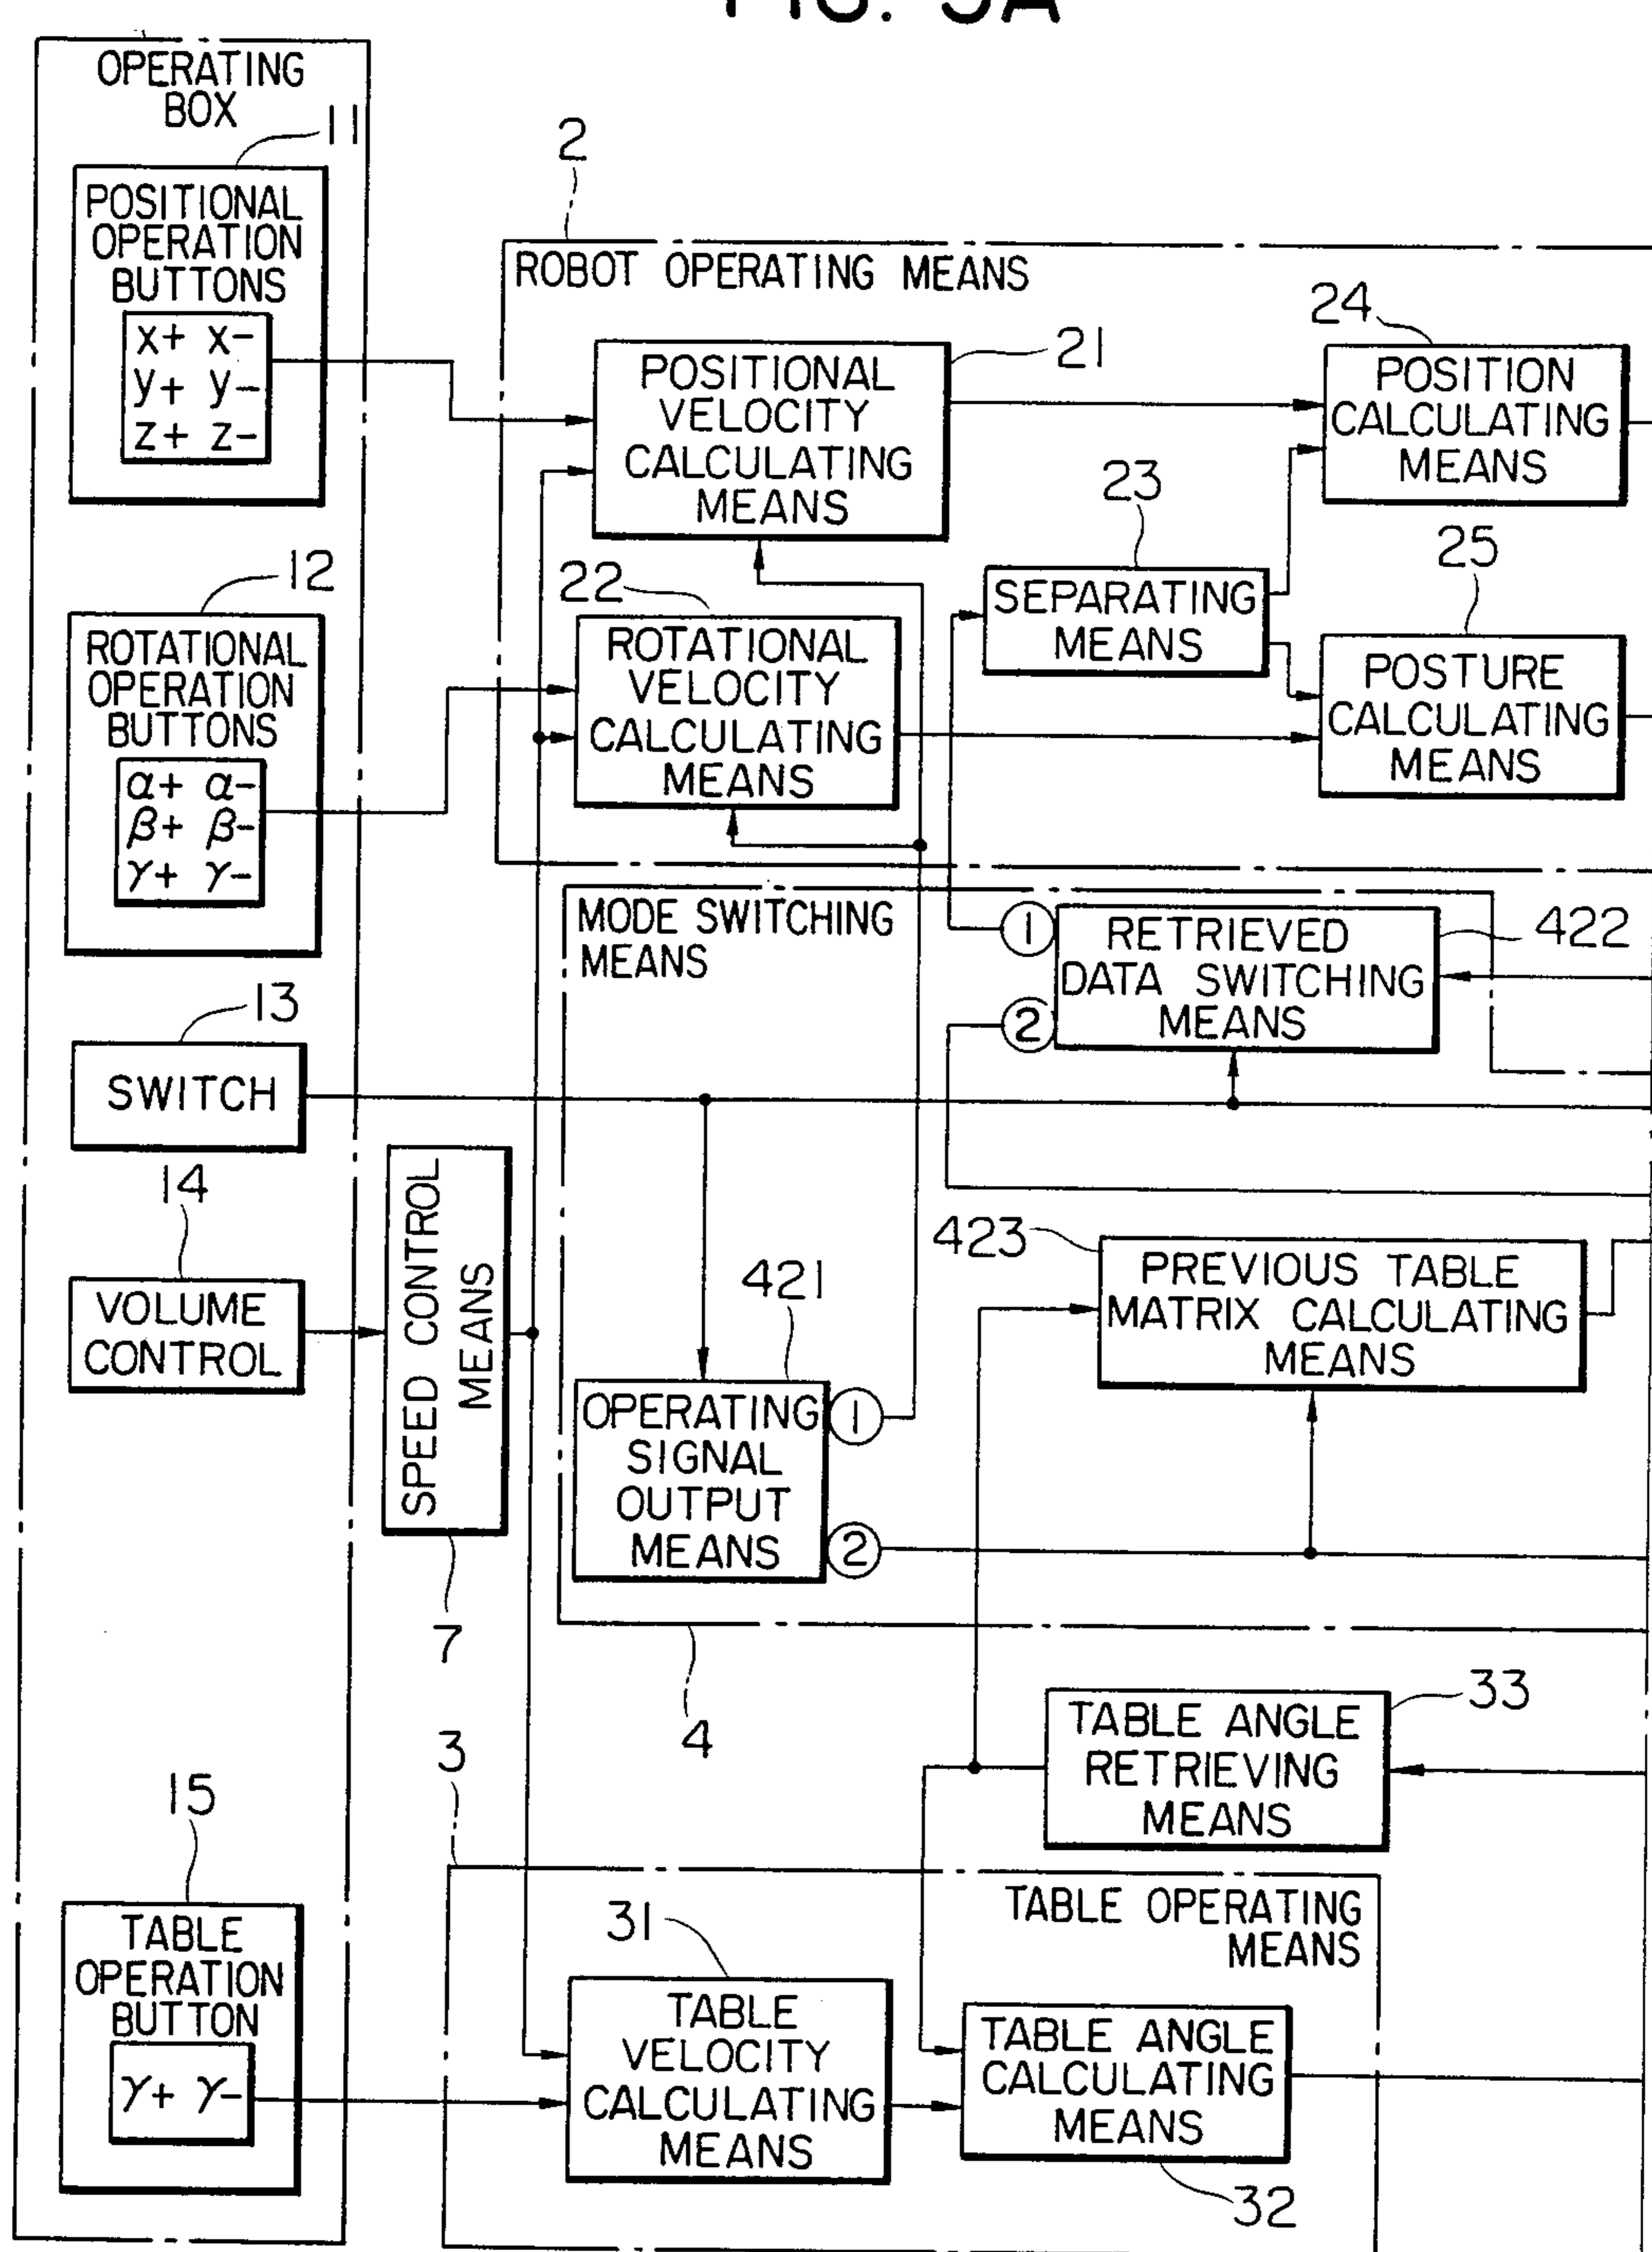 FIG. 5A
OPERATING
BOX
11
POSITIONAL
OPERATION
BUTTONS
x+ x-
y+ y-
z+ z-
12
ROTATIONAL
OPERATION
BUTTONS
α+ α-
β+ β-
γ+ γ-
13
SWITCH
14
VOLUME
CONTROL
15
TABLE
OPERATION
BUTTON
γ+ γ-
SPEED CONTROL
MEANS
7
2
ROBOT OPERATING MEANS
21
POSITIONAL
VELOCITY
CALCULATING
MEANS
22
ROTATIONAL
VELOCITY
CALCULATING
MEANS
23
SEPARATING
MEANS
24
POSITION
CALCULATING
MEANS
25
POSTURE
CALCULATING
MEANS
MODE SWITCHING
MEANS
1
2
RETRIEVED
DATA SWITCHING
MEANS
422
423
PREVIOUS TABLE
MATRIX CALCULATING
MEANS
421
OPERATING
SIGNAL
OUTPUT
MEANS
1
2
4
33
TABLE ANGLE
RETRIEVING
MEANS
3
TABLE OPERATING
MEANS
31
TABLE
VELOCITY
CALCULATING
MEANS
TABLE ANGLE
CALCULATING
MEANS
32